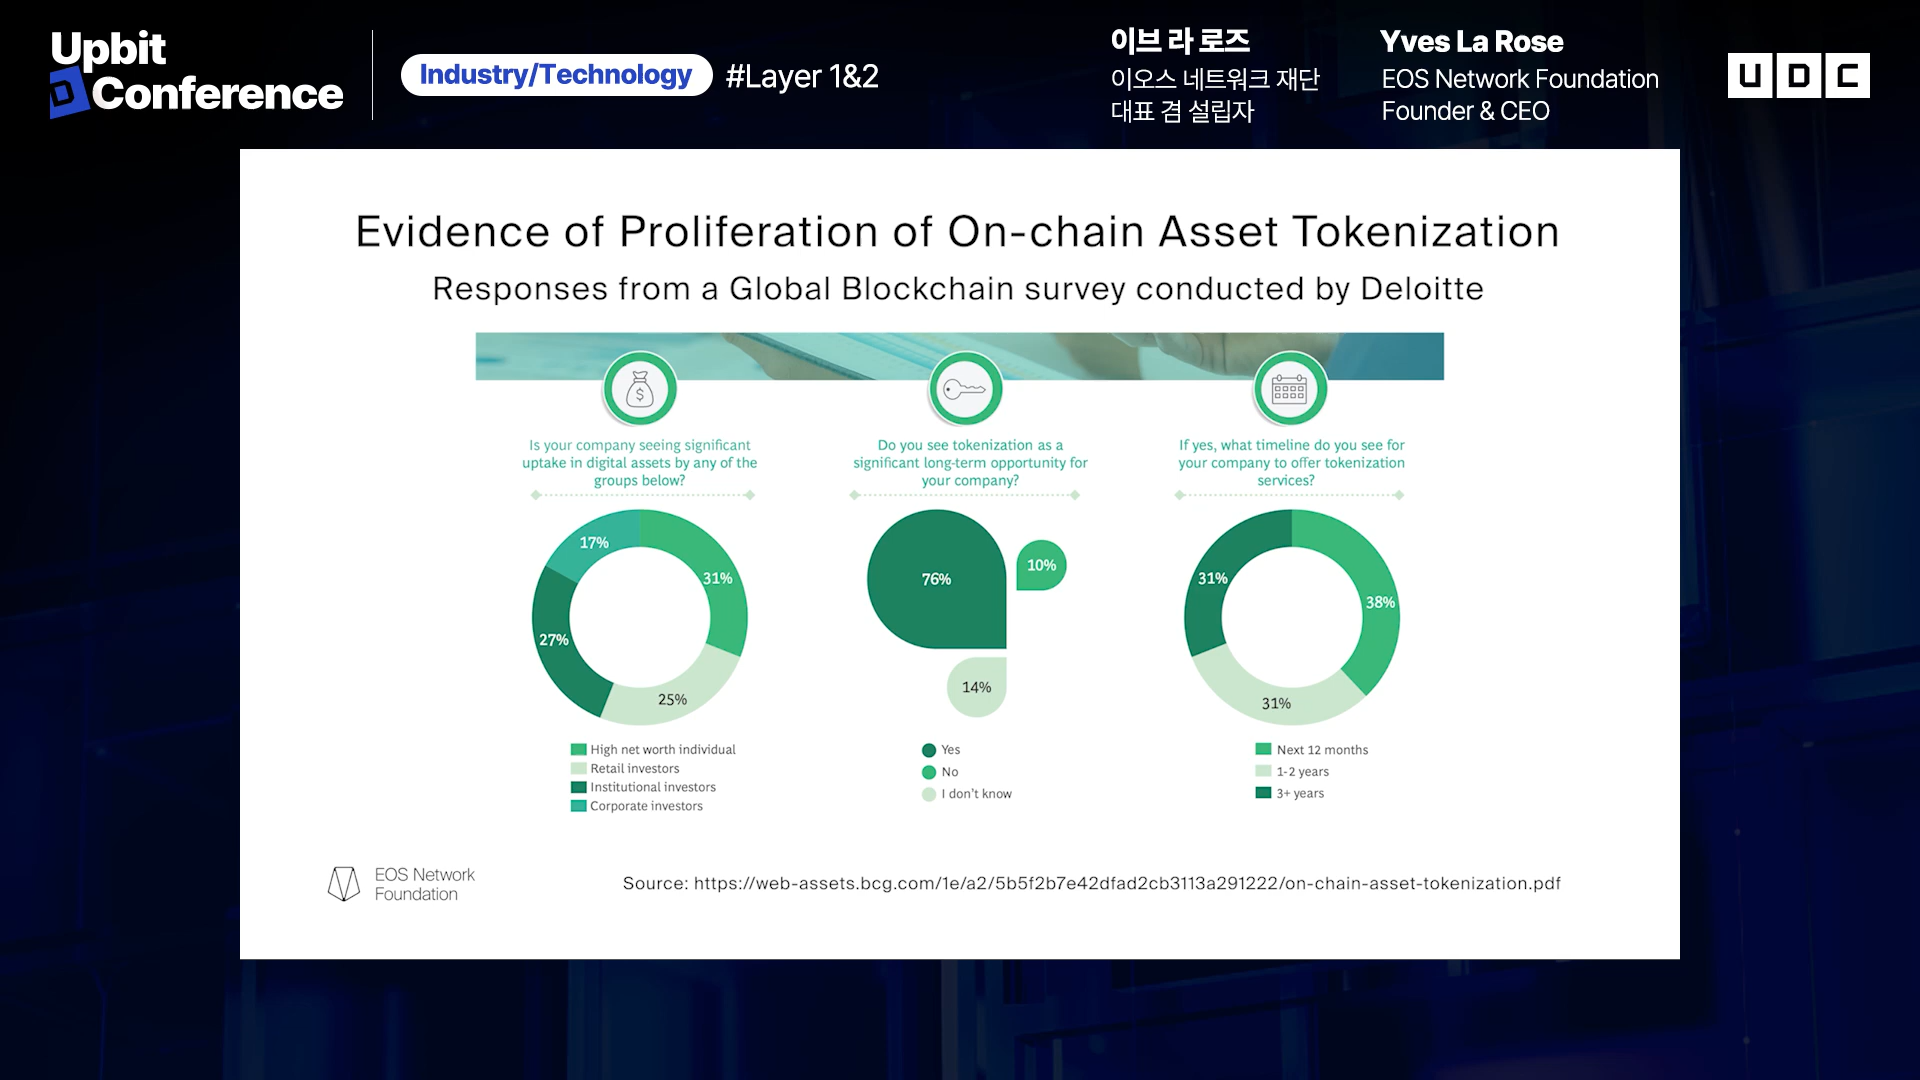 Upbit
D Conference
Industry/Technology
#Layer 1&2
이브 라 로즈
이오스 네트워크 재단
대표 겸 설립자
Yves La Rose
EOS Network Foundation
Founder & CEO
UDC
Evidence of Proliferation of On-chain Asset Tokenization
Responses from a Global Blockchain survey conducted by Deloitte
$
Is your company seeing significant
uptake in digital assets by any of the
groups below?
17%
31%
27%
25%
High net worth individual
Retail investors
Institutional investors
Corporate investors
Do you see tokenization as a
significant long-term opportunity for
your company?
76%
10%
14%
Yes
No
I don't know
If yes, what timeline do you see for
your company to offer tokenization
services?
31%
38%
31%
Next 12 months
1-2 years
3+ years
EOS Network
Foundation
Source: https://web-assets.bcg.com/1e/a2/5b5f2b7e42dfad2cb3113a291222/on-chain-asset-tokenization.pdf